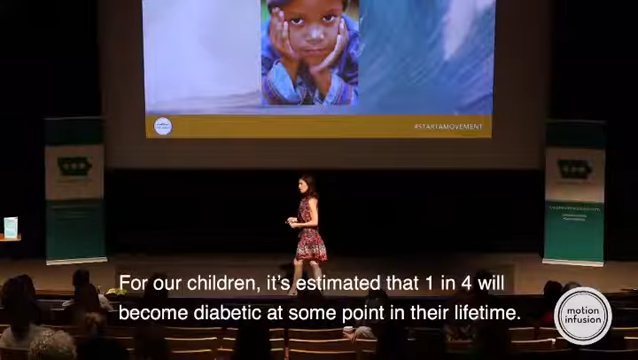 #STARTAMOVEMENT
For our children, it's estimated that 1 in 4 will
become diabetic at some point in their lifetime.
motion
infusion